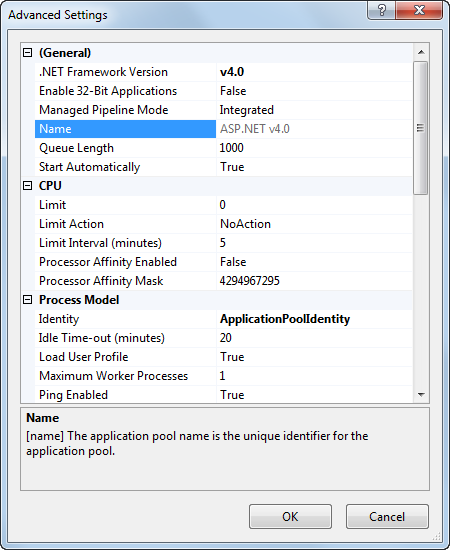 Advanced Settings
(General)
.NET Framework Version v4.0
Enable 32-Bit Applications False
Managed Pipeline Mode Integrated
Name ASP.NET v4.0
Queue Length 1000
Start Automatically True
CPU
Limit 0
Limit Action NoAction
Limit Interval (minutes) 5
Processor Affinity Enabled False
Processor Affinity Mask 4294967295
Process Model
Identity ApplicationPoolIdentity
Idle Time-out (minutes) 20
Load User Profile True
Maximum Worker Processes 1
Ping Enabled True
Name
[name] The application pool name is the unique identifier for the
application pool.
OK Cancel